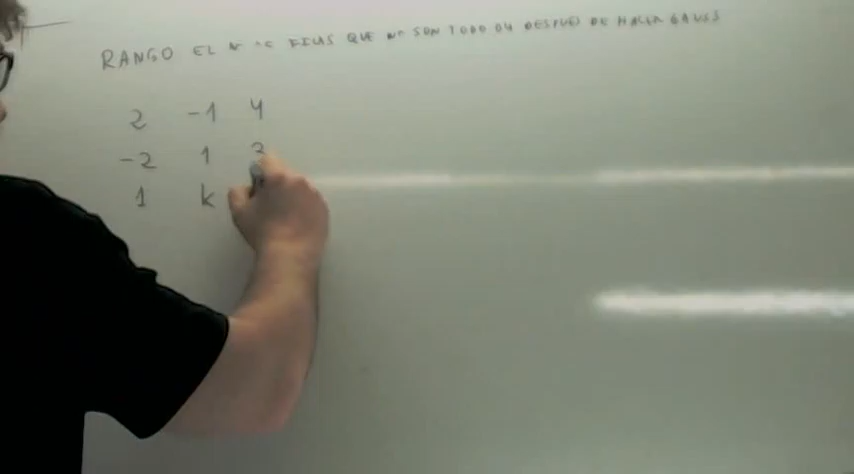 RANGO EL Nº DE FILAS QUE NO SON TODO 0s DESPUES DE HACER GAUSS
2 -1 4
-2 1 3
1 k